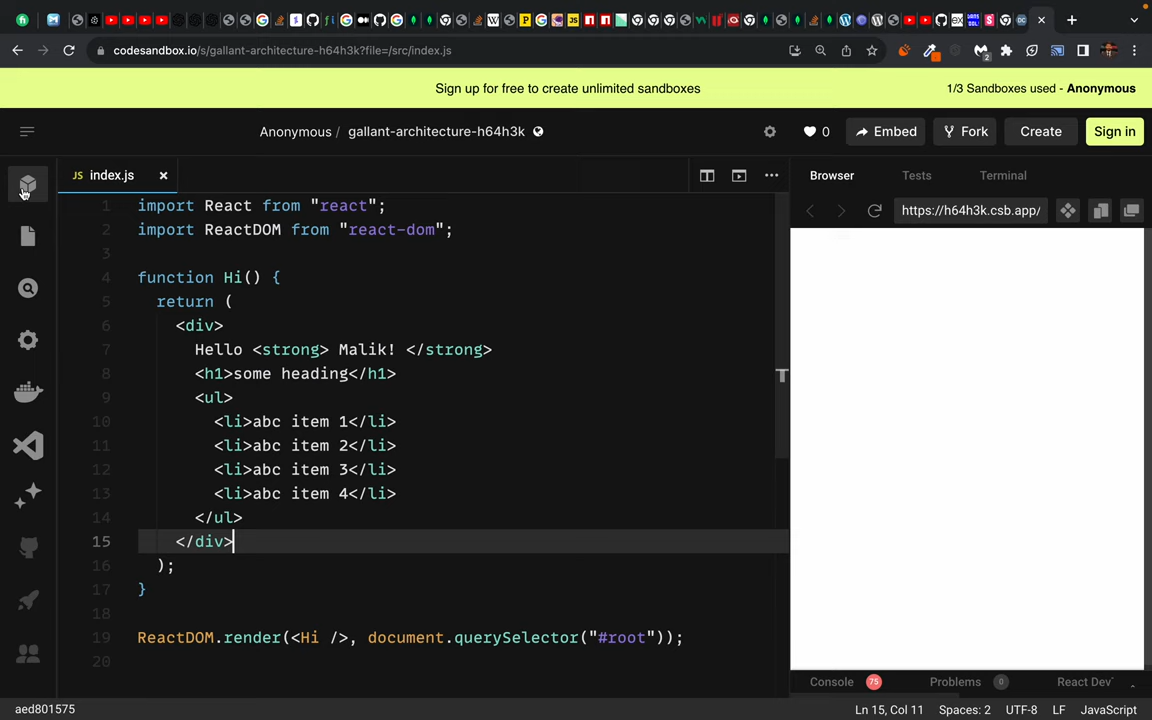 codesandbox.io/s/gallant-architecture-h64h3k?file=/src/index.js
2
Sign up for free to create unlimited sandboxes
1/3 Sandboxes used - Anonymous
Anonymous / gallant-architecture-h64h3k
0
Embed
Fork
Create
Sign in
JS index.js
Browser
Tests
Terminal
https://h64h3k.csb.app/
1 import React from "react";
2 import ReactDOM from "react-dom";
3
4 function Hi() {
5 return (
6 <div>
7 Hello <strong> Malik! </strong>
8 <h1>some heading</h1>
9 <ul>
10 <li>abc item 1</li>
11 <li>abc item 2</li>
12 <li>abc item 3</li>
13 <li>abc item 4</li>
14 </ul>
15 </div>
16 );
17 }
18
19 ReactDOM.render(<Hi />, document.querySelector("#root"));
20
Console 75
Problems 0
React Dev
aed801575
Ln 15, Col 11
Spaces: 2
UTF-8
LF
JavaScript